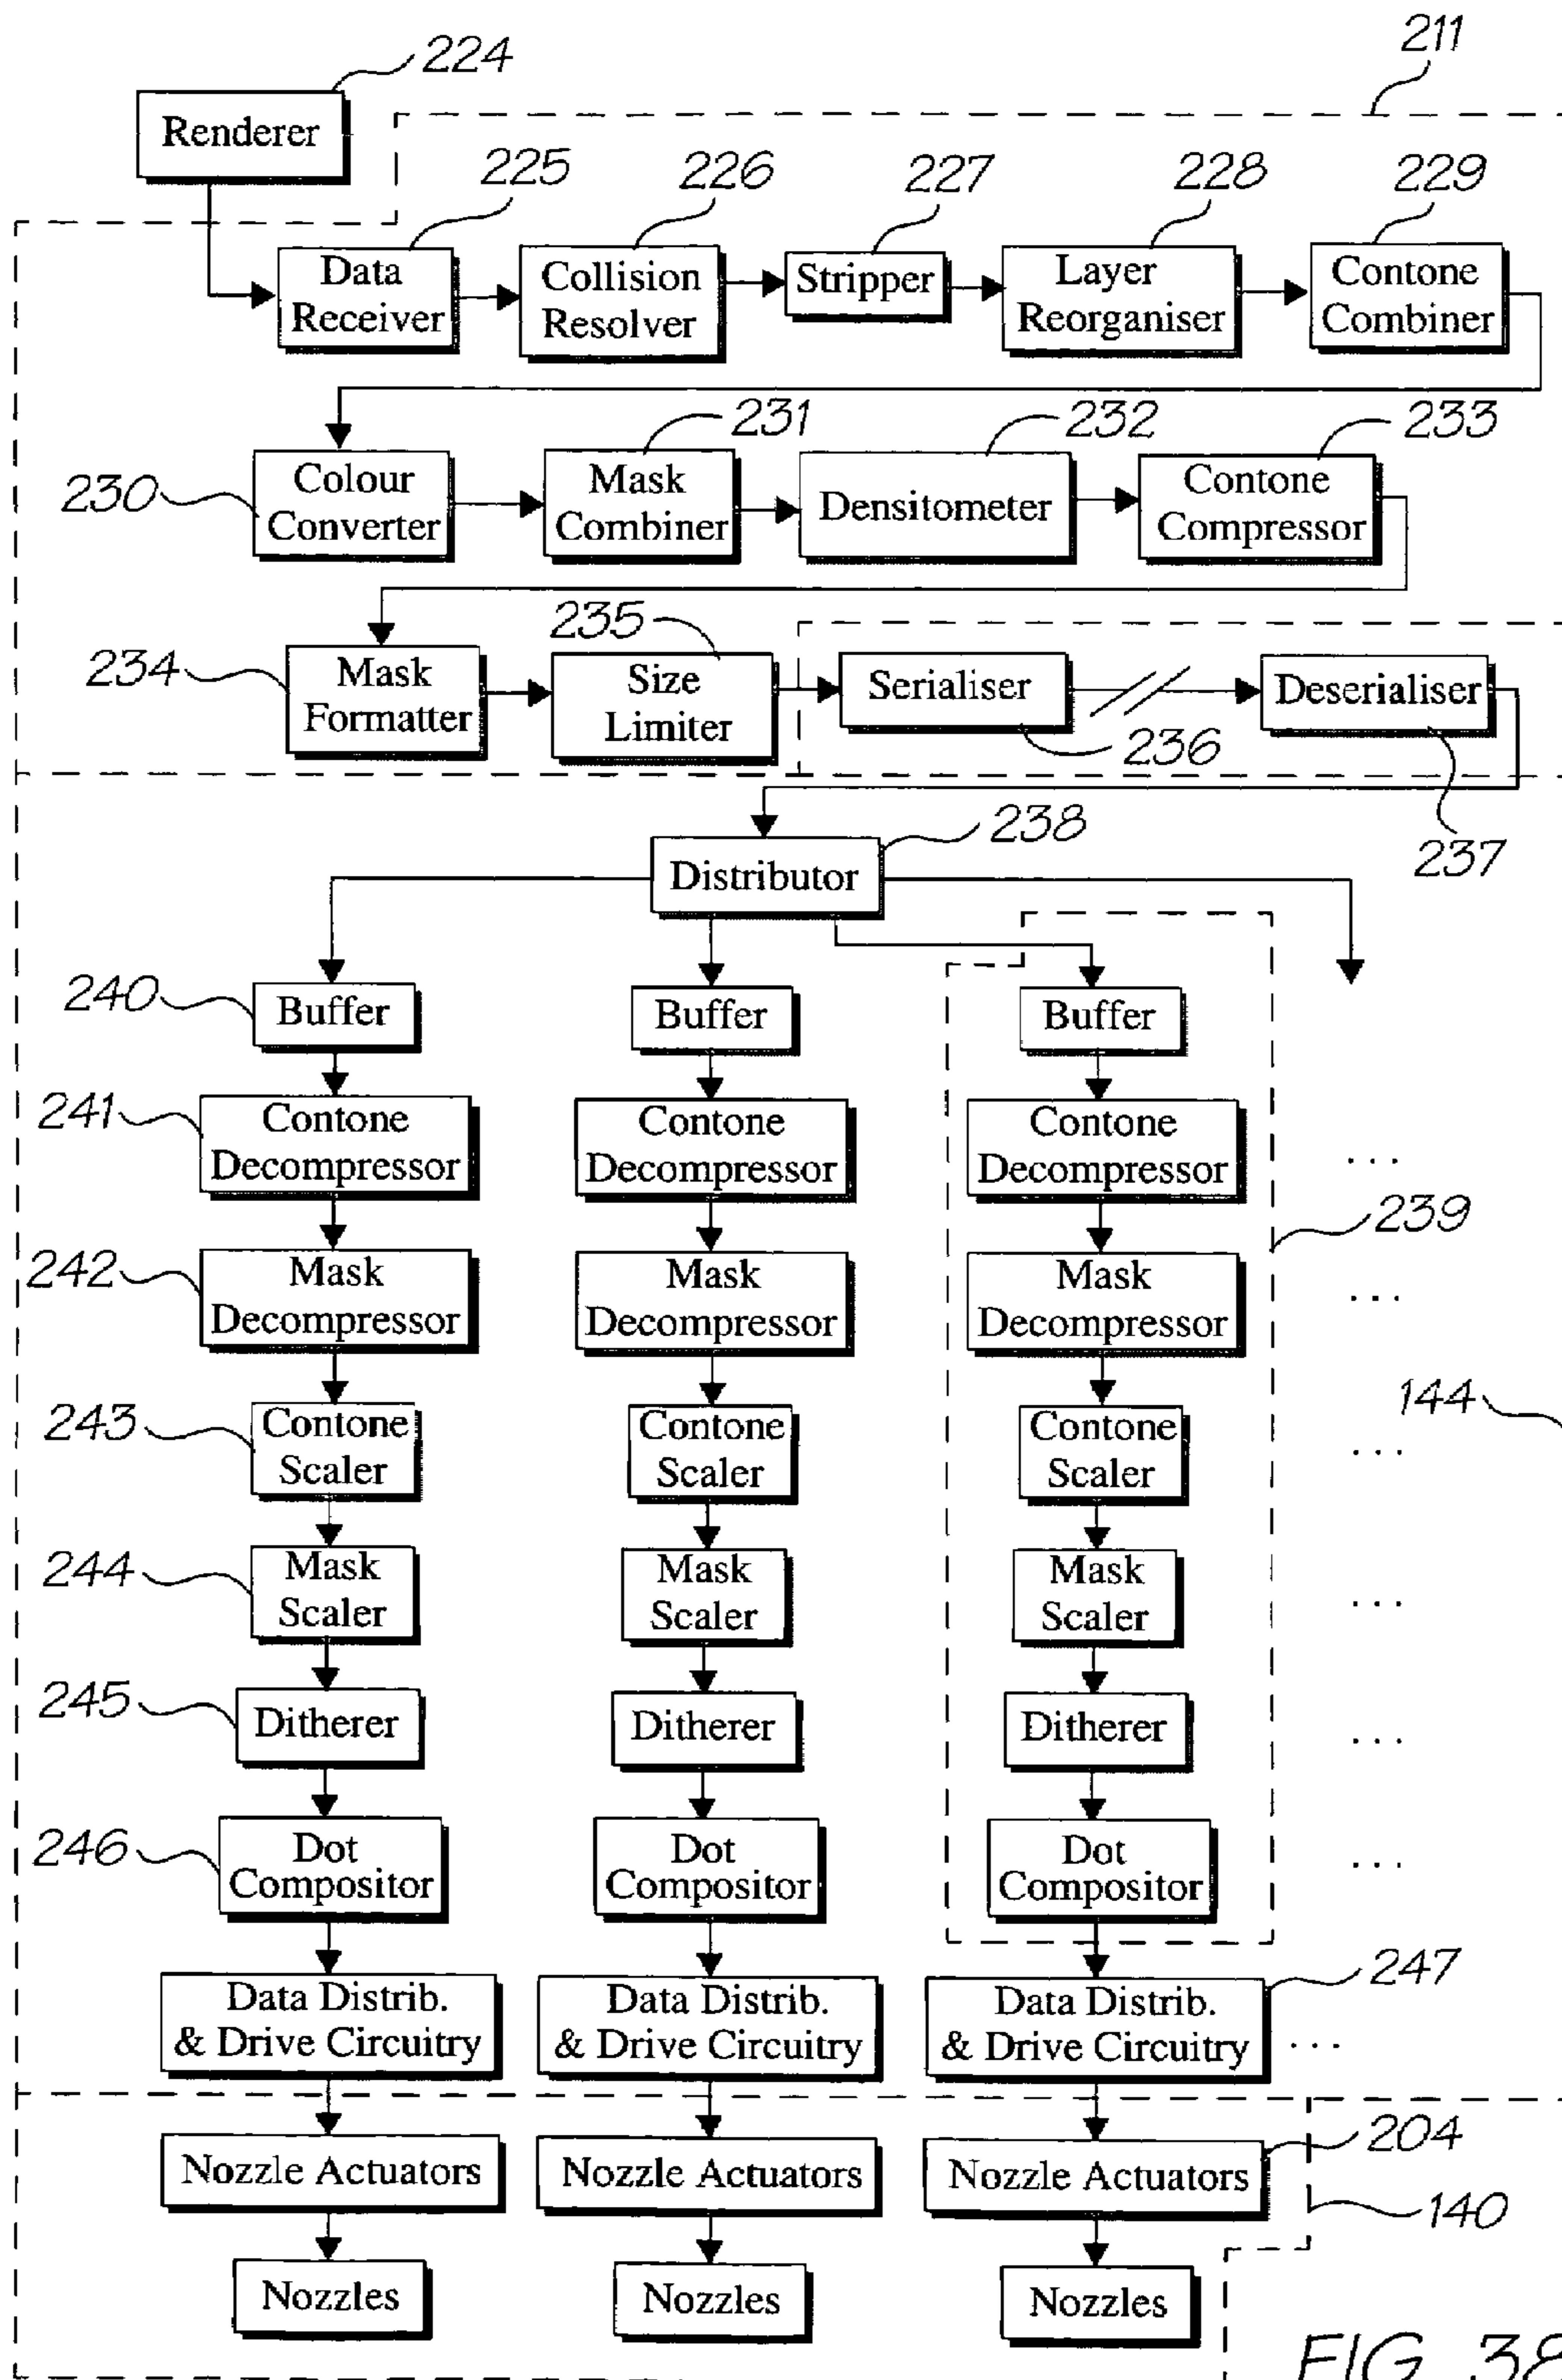 211
224
Renderer
225
226
227
228
229
Data
Receiver
Collision
Resolver
Stripper
Layer
Reorganiser
Contone
Combiner
231
232
233
230
Colour
Converter
Mask
Combiner
Densitometer
Contone
Compressor
235
234
Mask
Formatter
Size
Limiter
Serialiser
Deserialiser
236
237
238
Distributor
240
Buffer
Buffer
Buffer
241
Contone
Decompressor
Contone
Decompressor
Contone
Decompressor
...
239
242
Mask
Decompressor
Mask
Decompressor
Mask
Decompressor
...
144
243
Contone
Scaler
Contone
Scaler
Contone
Scaler
...
244
Mask
Scaler
Mask
Scaler
Mask
Scaler
...
245
Ditherer
Ditherer
Ditherer
...
246
Dot
Compositor
Dot
Compositor
Dot
Compositor
...
247
Data Distrib.
& Drive Circuitry
Data Distrib.
& Drive Circuitry
Data Distrib.
& Drive Circuitry
...
204
Nozzle Actuators
Nozzle Actuators
Nozzle Actuators
140
Nozzles
Nozzles
Nozzles
FIG. 38